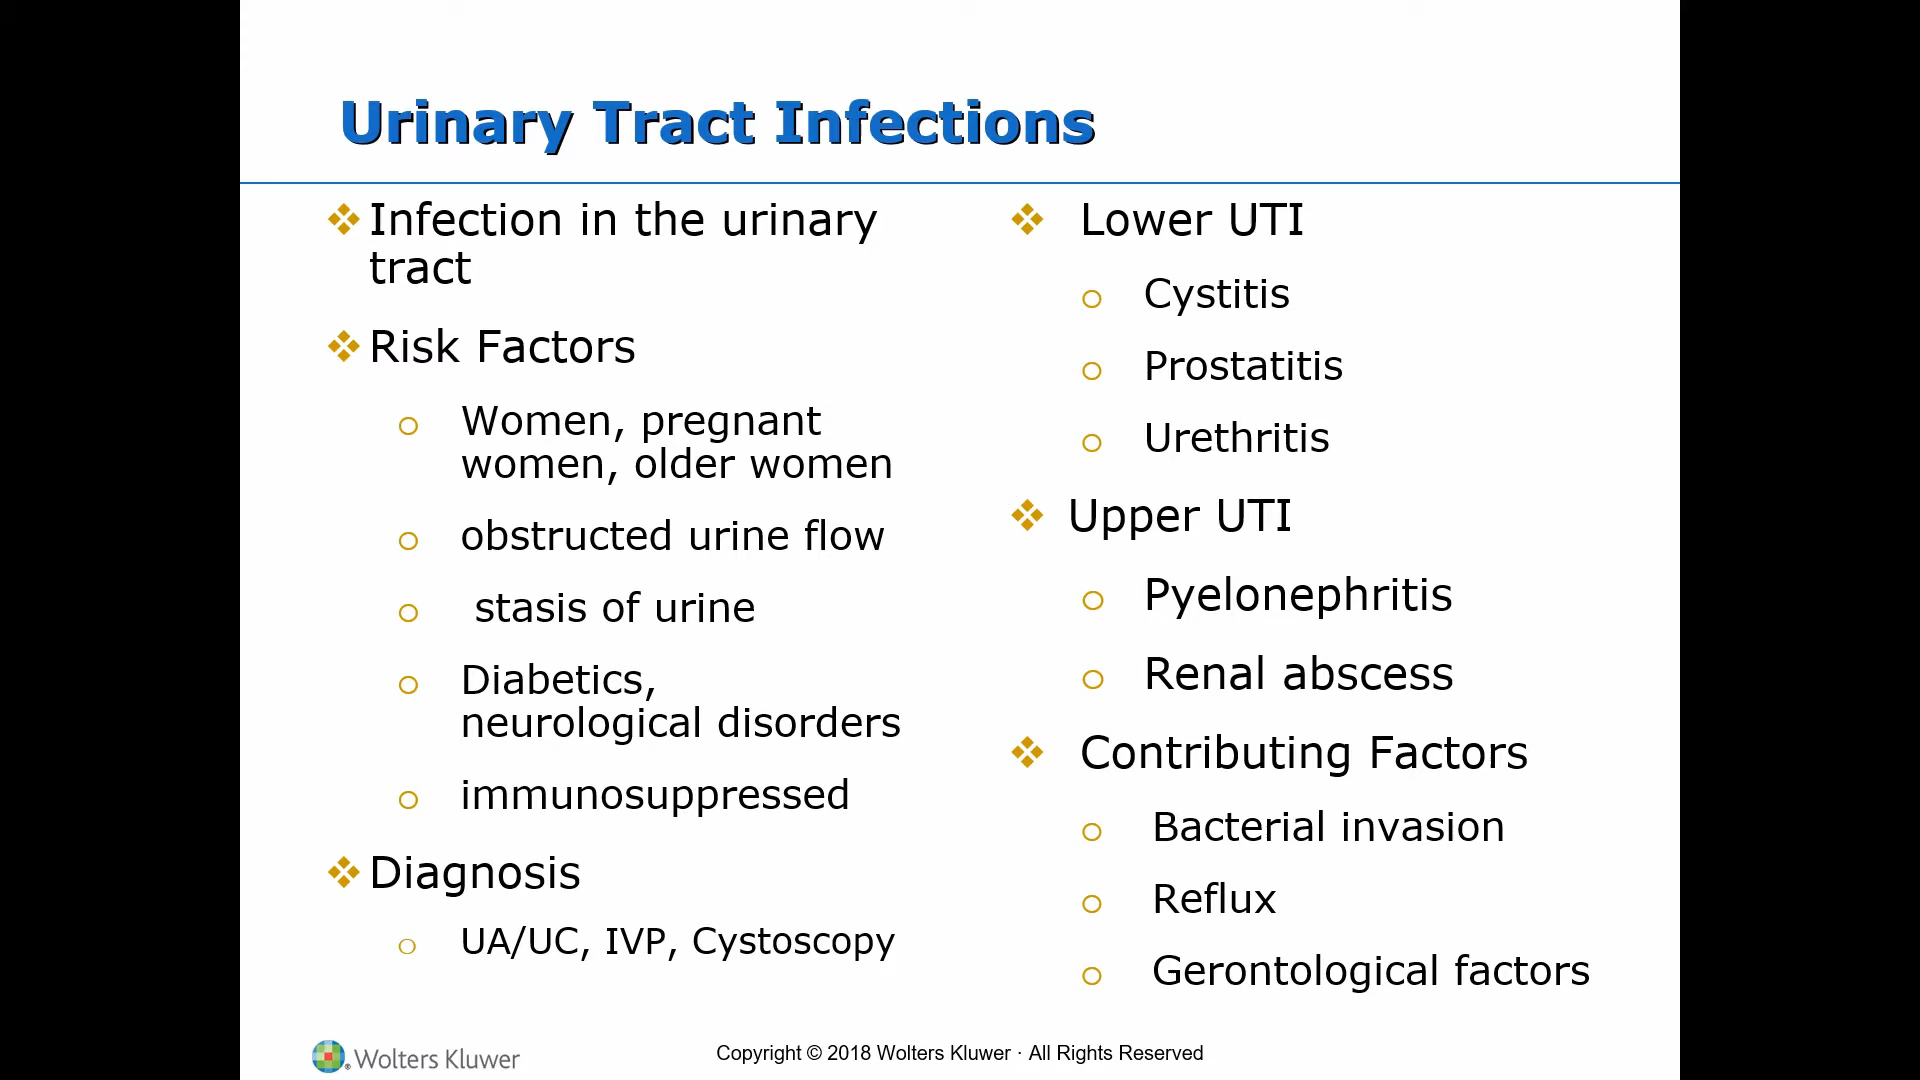 Urinary Tract Infections
Infection in the urinary
tract
Risk Factors
Women, pregnant
women, older women
obstructed urine flow
stasis of urine
Diabetics,
neurological disorders
immunosuppressed
Diagnosis
UA/UC, IVP, Cystoscopy
Lower UTI
Cystitis
Prostatitis
Urethritis
Upper UTI
Pyelonephritis
Renal abscess
Contributing Factors
Bacterial invasion
Reflux
Gerontological factors
Wolters Kluwer
Copyright © 2018 Wolters Kluwer · All Rights Reserved